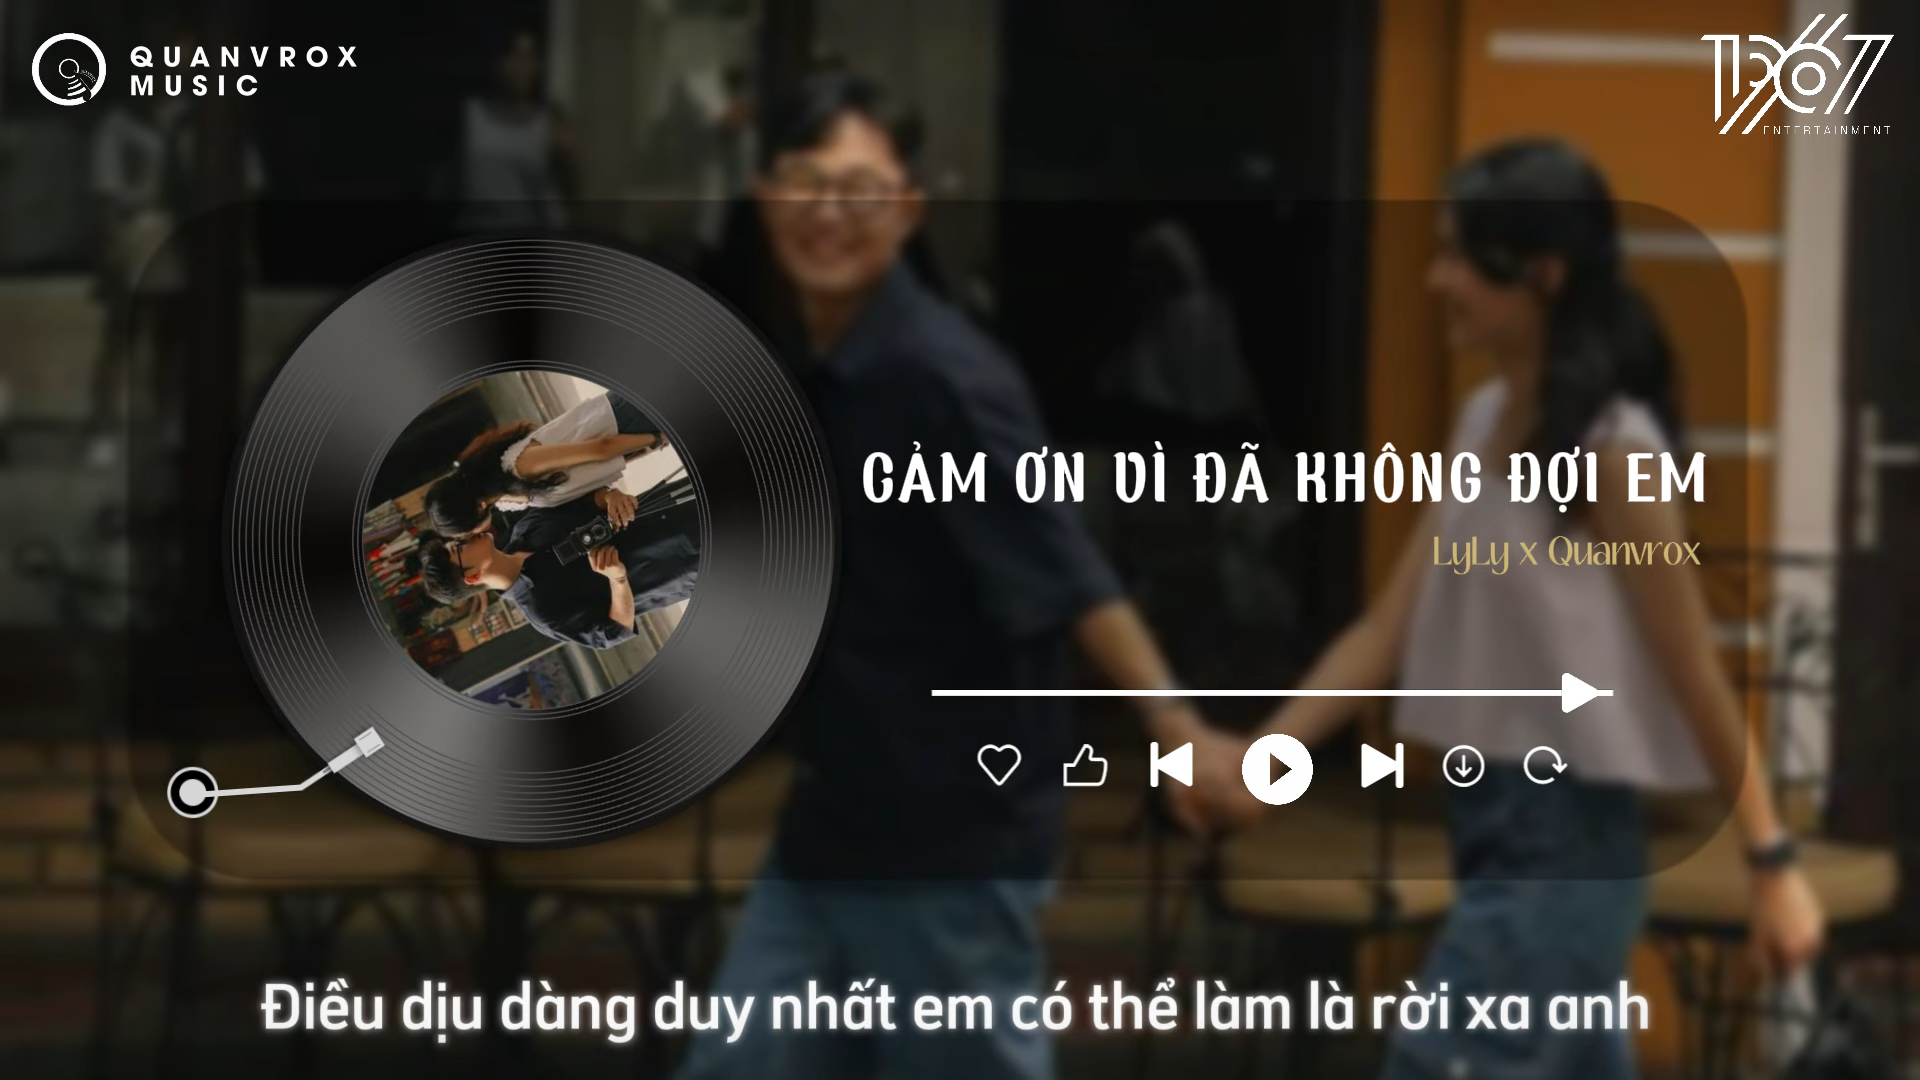 QUANVROX
MUSIC
1967
ENTERTAINMENT
CẢM ƠN VÌ ĐÃ KHÔNG ĐỢI EM
LyLy x Quanvrox
Điều dịu dàng duy nhất em có thể làm là rời xa anh